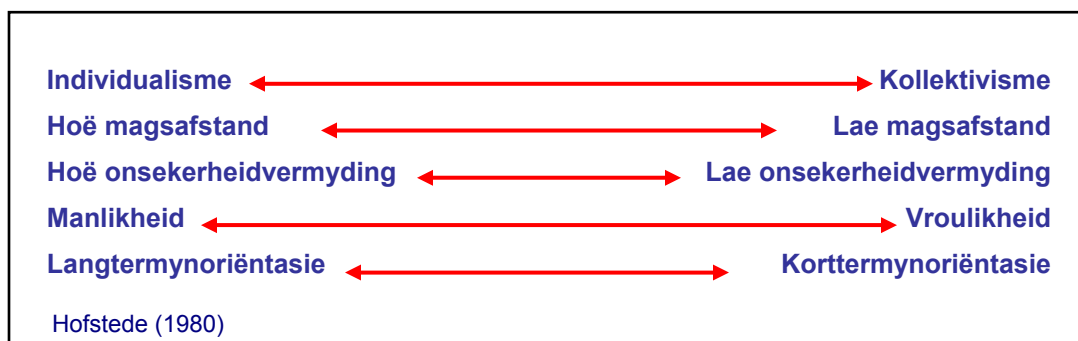 Individualisme Kollektivisme
Hoë magsafstand Lae magsafstand
Hoë onsekerheidvermyding Lae onsekerheidvermyding
Manlikheid Vroulikheid
Langtermynoriëntasie Korttermynoriëntasie
Hofstede (1980)